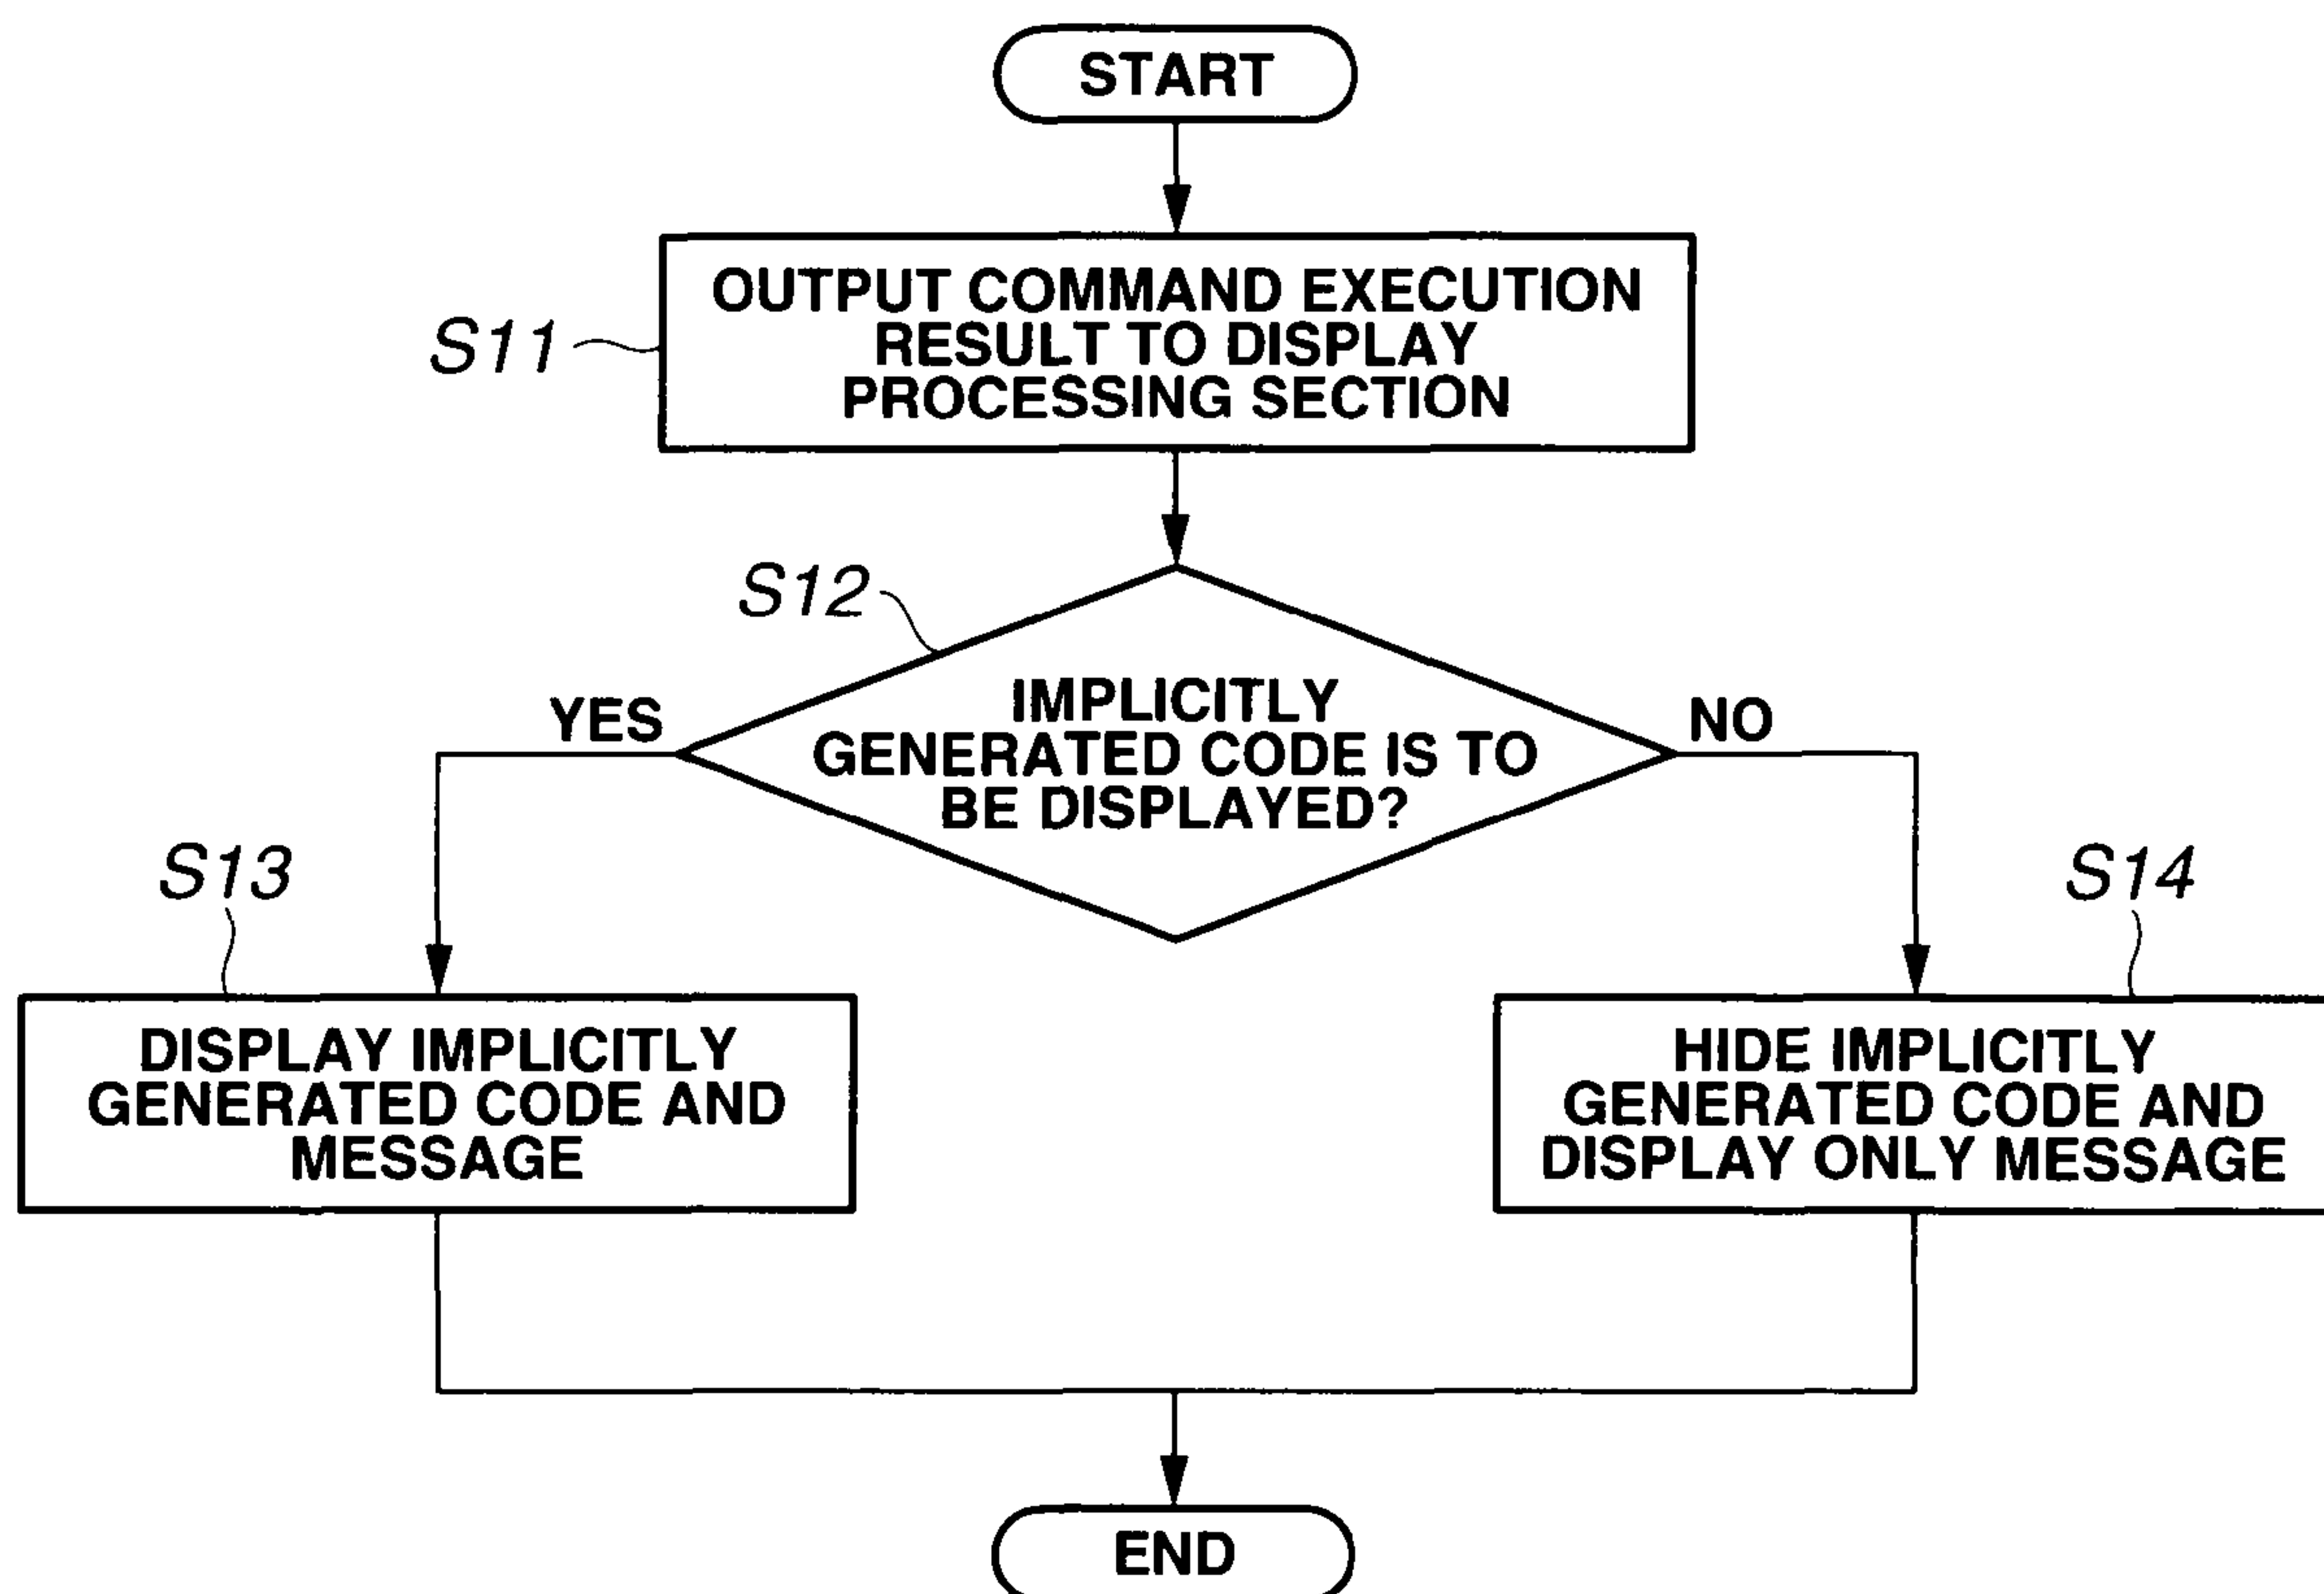 START
OUTPUT COMMAND EXECUTION
RESULT TO DISPLAY
PROCESSING SECTION
S11
S12
IMPLICITLY
GENERATED CODE IS TO
BE DISPLAYED?
YES
NO
S13
S14
DISPLAY IMPLICITLY
GENERATED CODE AND
MESSAGE
HIDE IMPLICITLY
GENERATED CODE AND
DISPLAY ONLY MESSAGE
END